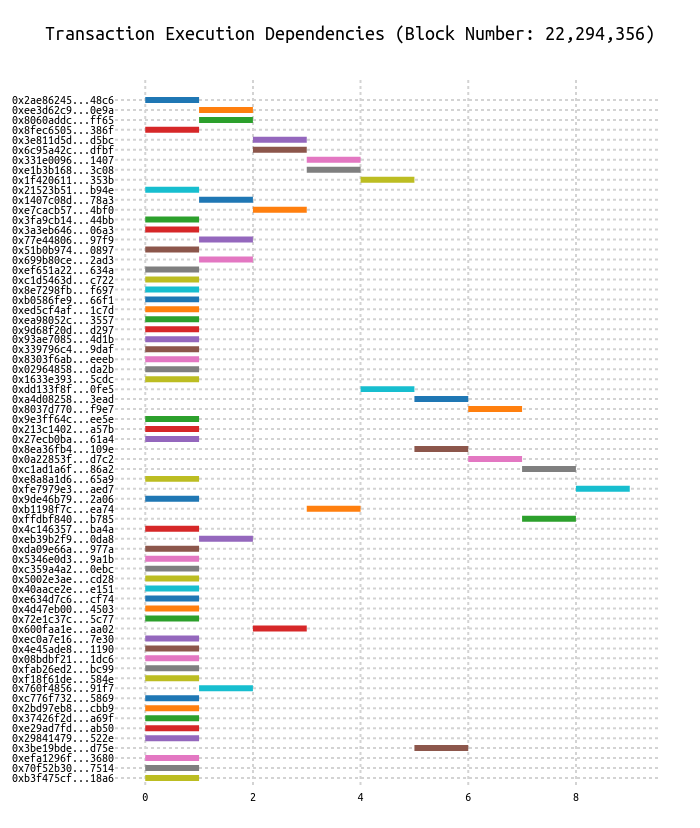 Transaction Execution Dependencies (Block Number: 22,294,356)
0x2ae86245...48c6
0xee3d62c9...0e9a
0x8060addc...ff65
0x8fec6505...386f
0x3e811d5d...d5bc
0x6c95a42c...dfbf
0x331e0096...1407
0xe1b3b168...3c08
0x1f420611...353b
0x21523b51...b94e
0x1407c08d...78a3
0xe7cacb57...4bf0
0x3fa9cb14...44bb
0x3a3eb646...06a3
0x77e44806...97f9
0x51b0b974...0897
0x699b80ce...2ad3
0xef651a22...634a
0xc1d5463d...c722
0x8e7298fb...f697
0xb0586fe9...66f1
0xed5cf4af...1c7d
0xea98052c...3557
0x9d68f20d...d297
0x93ae7085...4d1b
0x339796c4...9daf
0x8303f6ab...eeeb
0x02964858...da2b
0x1633e393...5cdc
0xdd133f8f...0fe5
0xa4d08258...3ead
0x8037d770...f9e7
0x9e3ff64c...ee5e
0x213c1402...a57b
0x27ecb0ba...61a4
0x8ea36fb4...109e
0x0a22853f...d7c2
0xc1ad1a6f...86a2
0xe8a8a1d6...65a9
0xfe7979e3...aed7
0x9de46b79...2a06
0xb1198f7c...ea74
0xffdbf840...b785
0x4c146357...ba4a
0xeb39b2f9...0da8
0xda09e66a...977a
0x5346e0d3...9a1b
0xc359a4a2...0ebc
0x5002e3ae...cd28
0x40aace2e...e151
0xe634d7c6...cf74
0x4d47eb00...4503
0x72e1c37c...5c77
0x600faa1e...aa02
0xec0a7e16...7e30
0x4e45ade8...1190
0x08bdbf21...1dc6
0xfab26ed2...bc99
0xf18f61de...584e
0x760f4856...91f7
0xc776f732...5869
0x2bd97eb8...cbb9
0x37426f2d...a69f
0xe29ad7fd...ab50
0x29841479...522e
0x3be19bde...d75e
0xefa1296f...3680
0x70f52b30...7514
0xb3f475cf...18a6
0 2 4 6 8